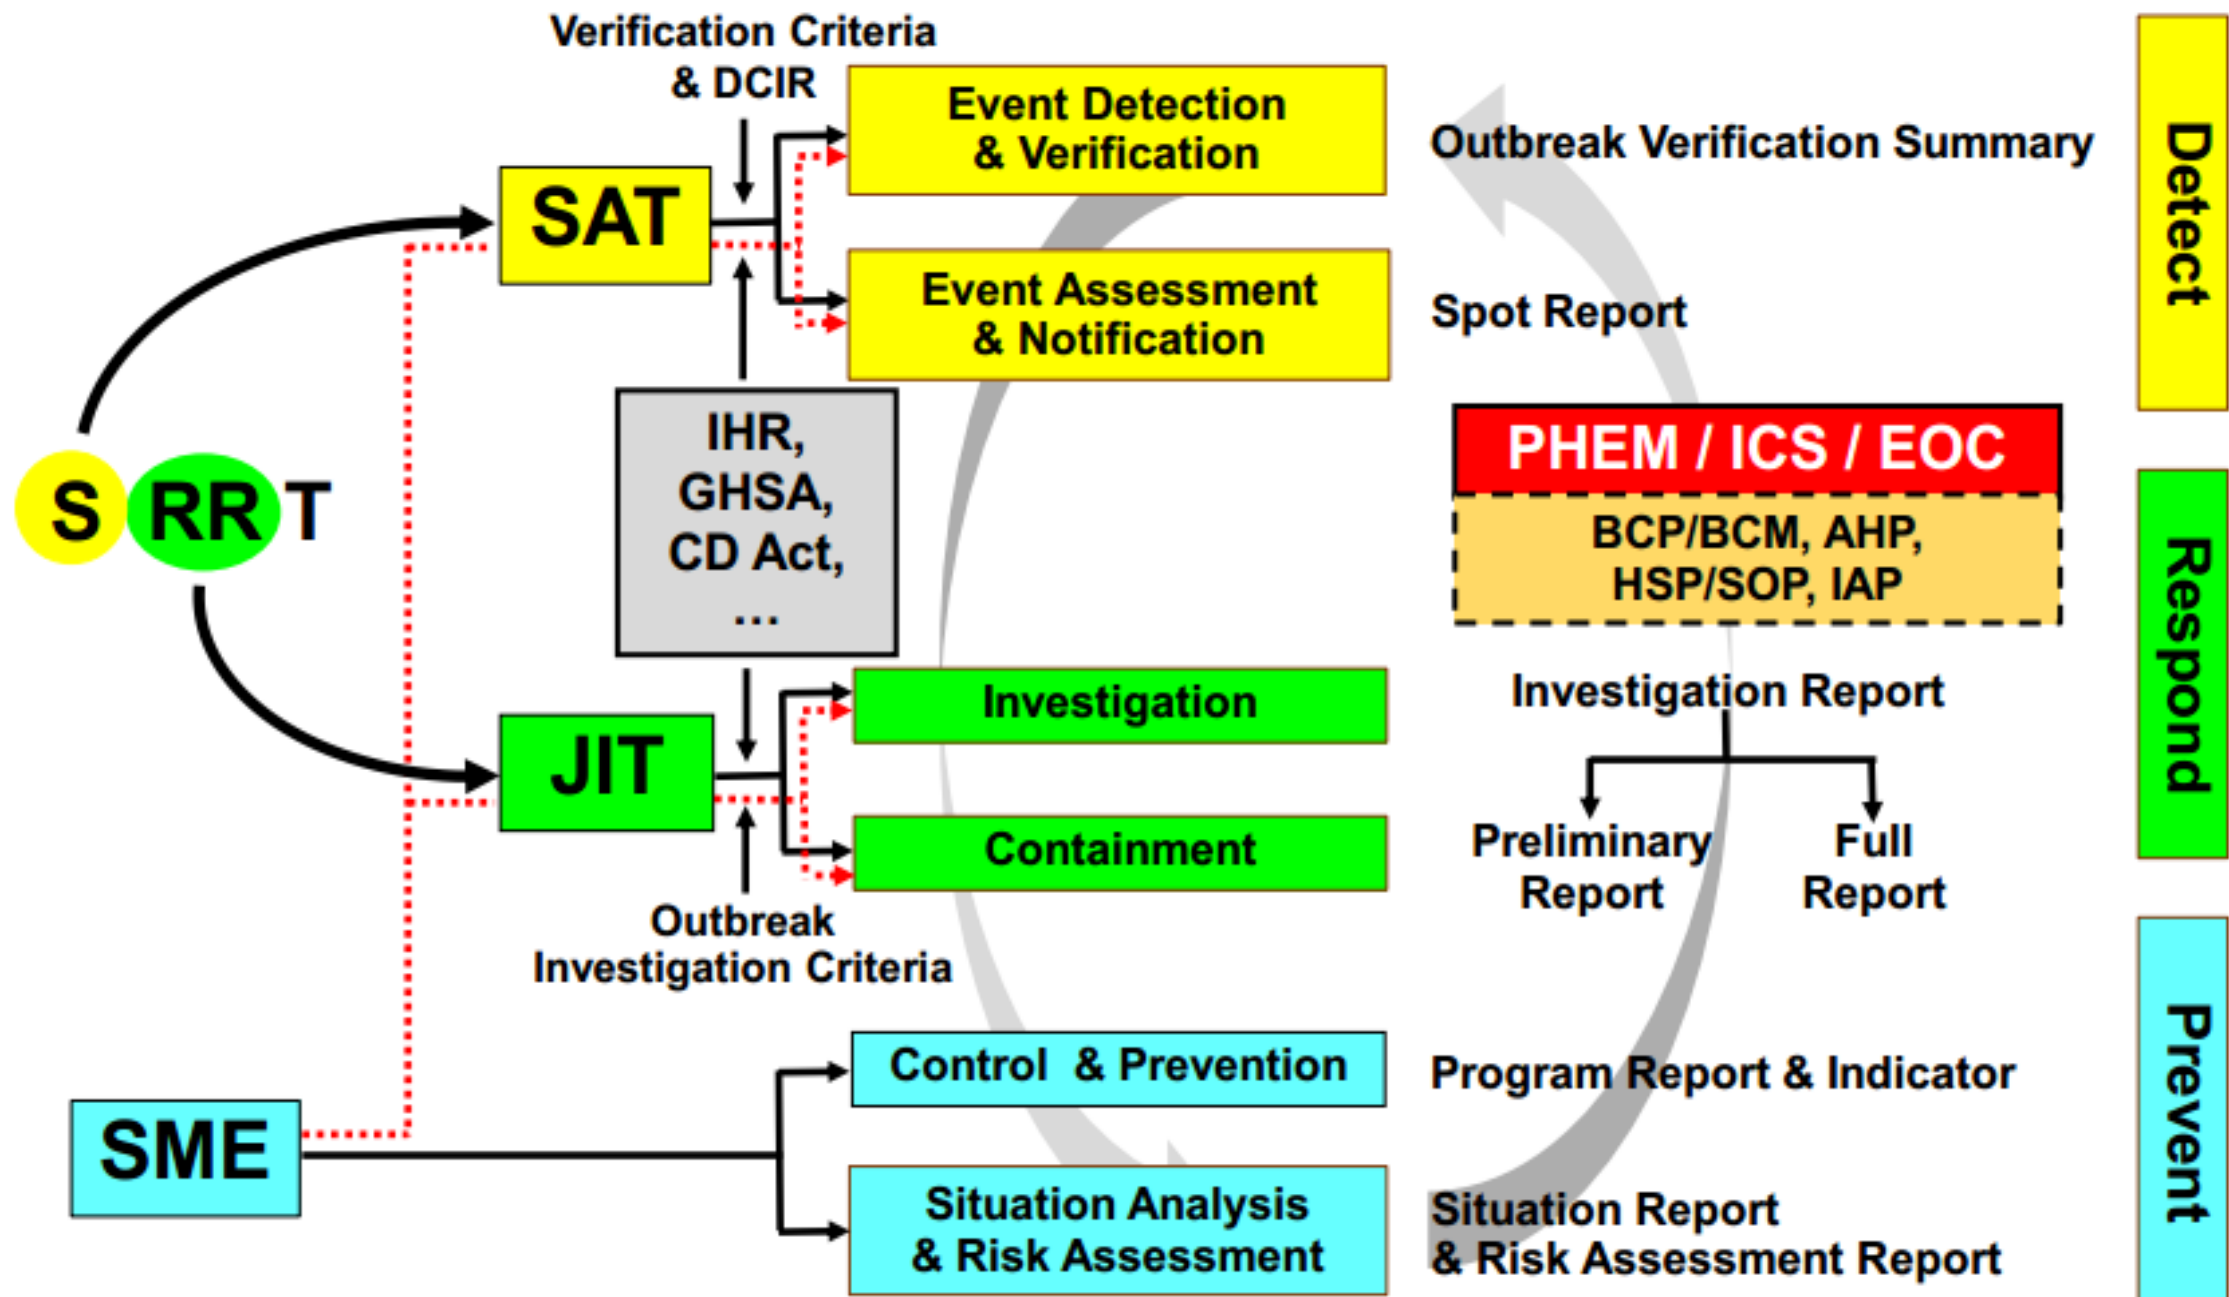 Verification Criteria
& DCIR
Event Detection
& Verification
Outbreak Verification Summary
Detect
SAT
Event Assessment
& Notification
Spot Report
IHR,
GHSA,
CD Act,
...
PHEM / ICS / EOC
BCP/BCM, AHP,
HSP/SOP, IAP
S RR T
Respond
Investigation
Investigation Report
JIT
Containment
Preliminary
Report
Full
Report
Outbreak
Investigation Criteria
Control & Prevention
Program Report & Indicator
Prevent
SME
Situation Analysis
& Risk Assessment
Situation Report
& Risk Assessment Report